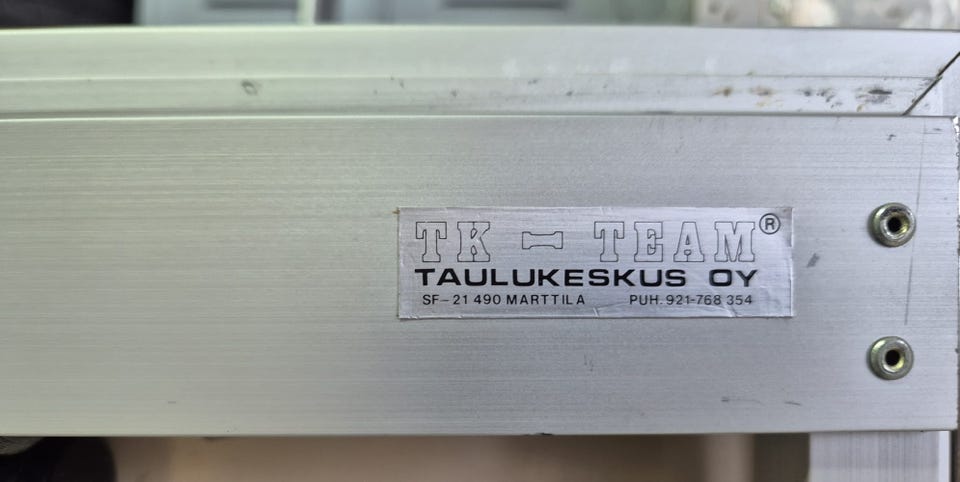 TK - TEAM®
TAULUKESKUS OY
SF-21 490 MARTTILA PUH. 921-768 354